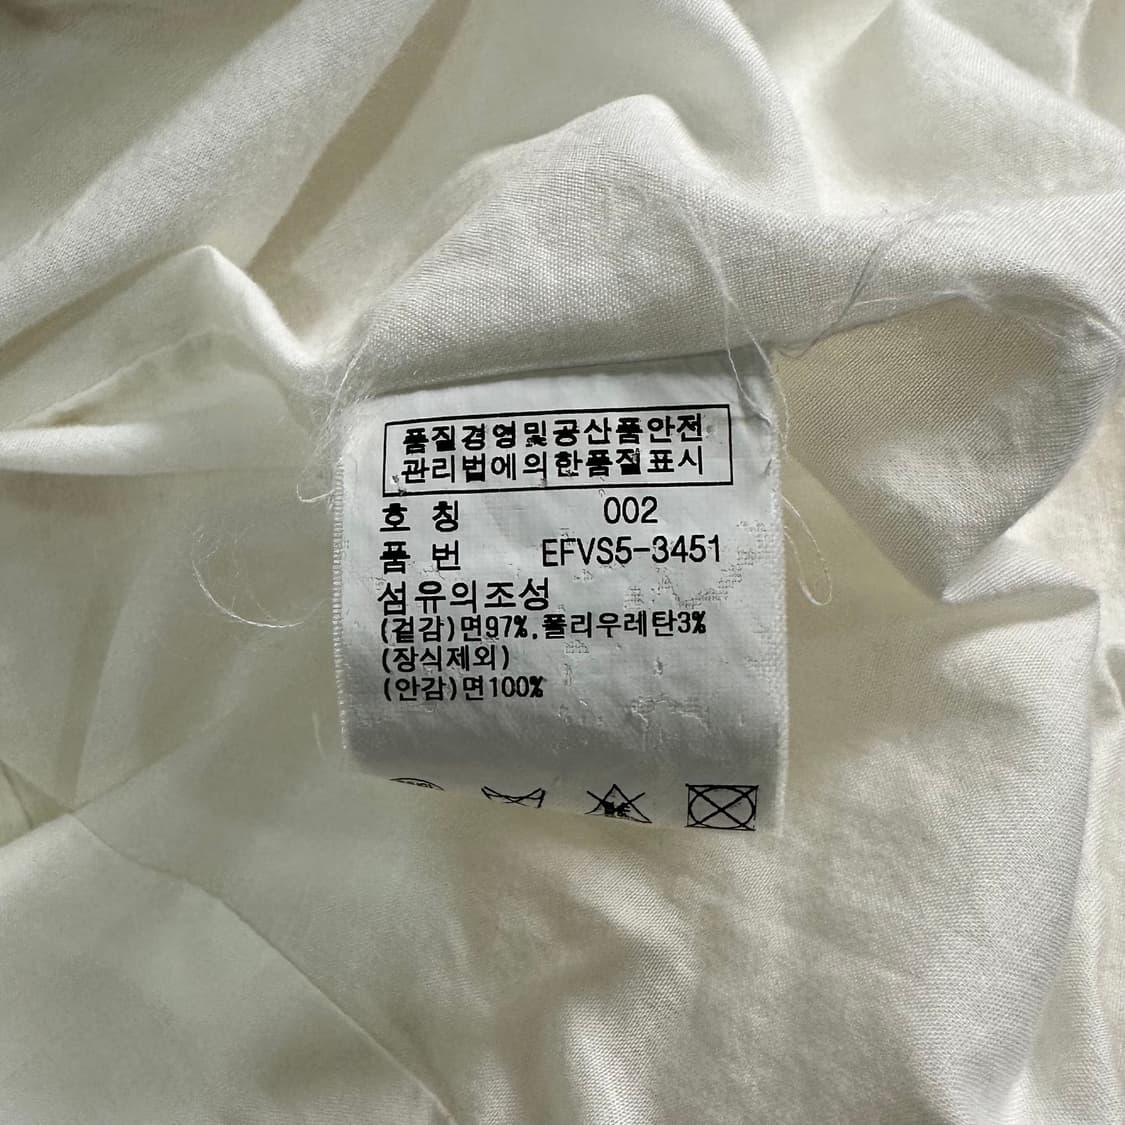 품질경영및공산품안전
관리법에의한품질표시
호 칭 002
품 번 EFVS5-3451
섬유의조성
(겉감)면97%,폴리우레탄3%
(장식제외)
(안감)면100%